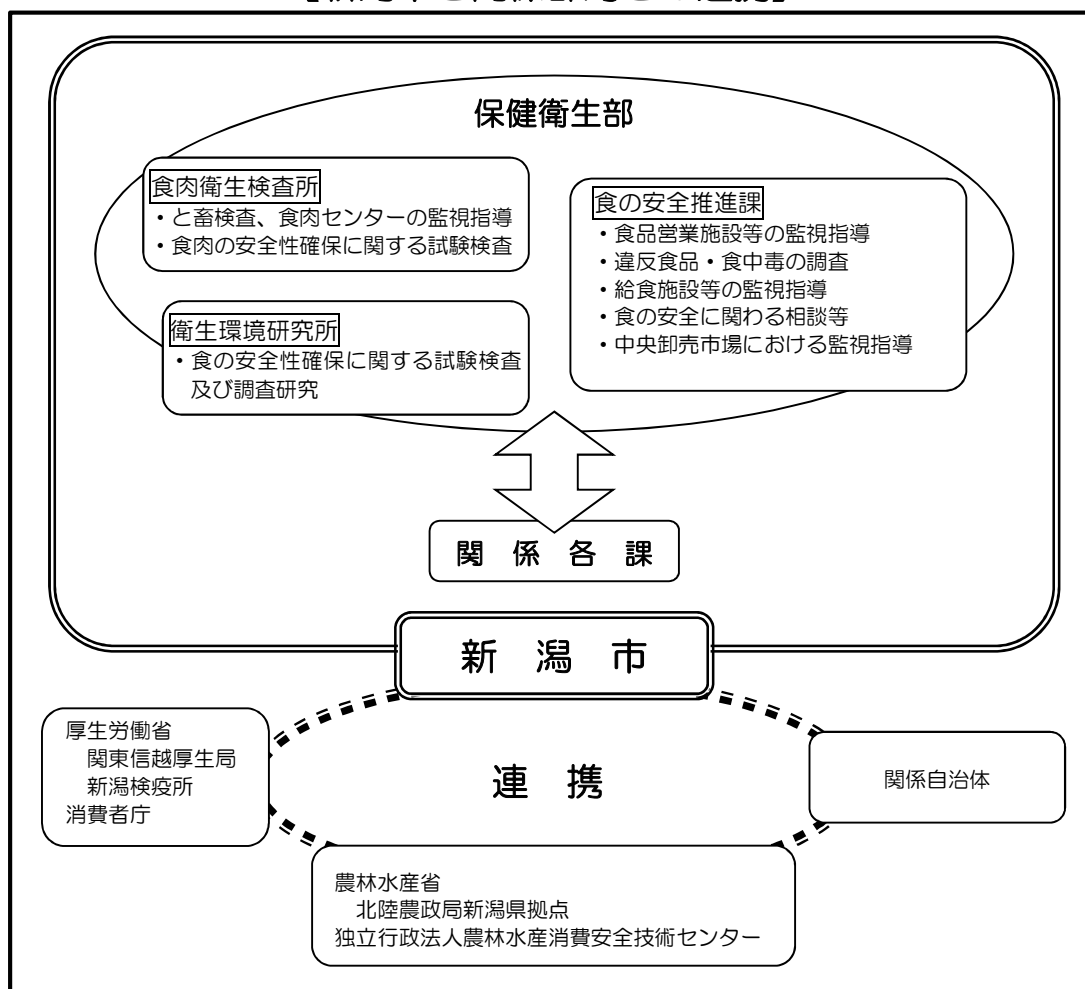 保健衛生部
食肉衛生検査所
・と畜検査、食肉センターの監視指導
・食肉の安全性確保に関する試験検査
食の安全推進課
・食品営業施設等の監視指導
・違反食品・食中毒の調査
・給食施設等の監視指導
・食の安全に関わる相談等
・中央卸売市場における監視指導
衛生環境研究所
・食の安全性確保に関する試験検査
及び調査研究
関 係 各 課
新 潟 市
厚生労働省
関東信越厚生局
新潟検疫所
消費者庁
連 携
関係自治体
農林水産省
北陸農政局新潟県拠点
独立行政法人農林水産消費安全技術センター